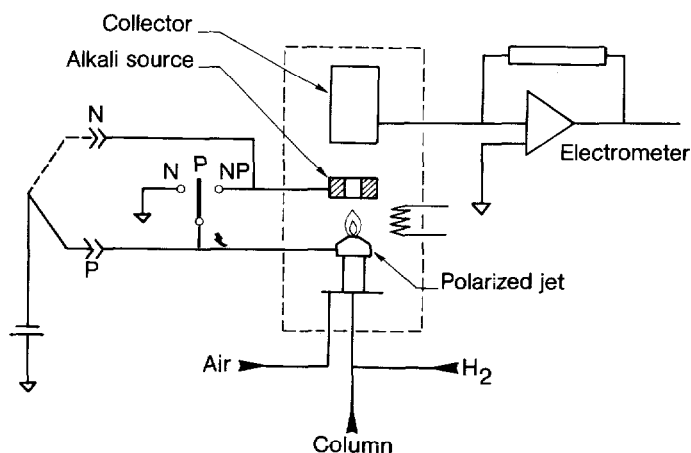 Collector
Alkali source
N
N P NP
Electrometer
P
Polarized jet
Air
H2
Column